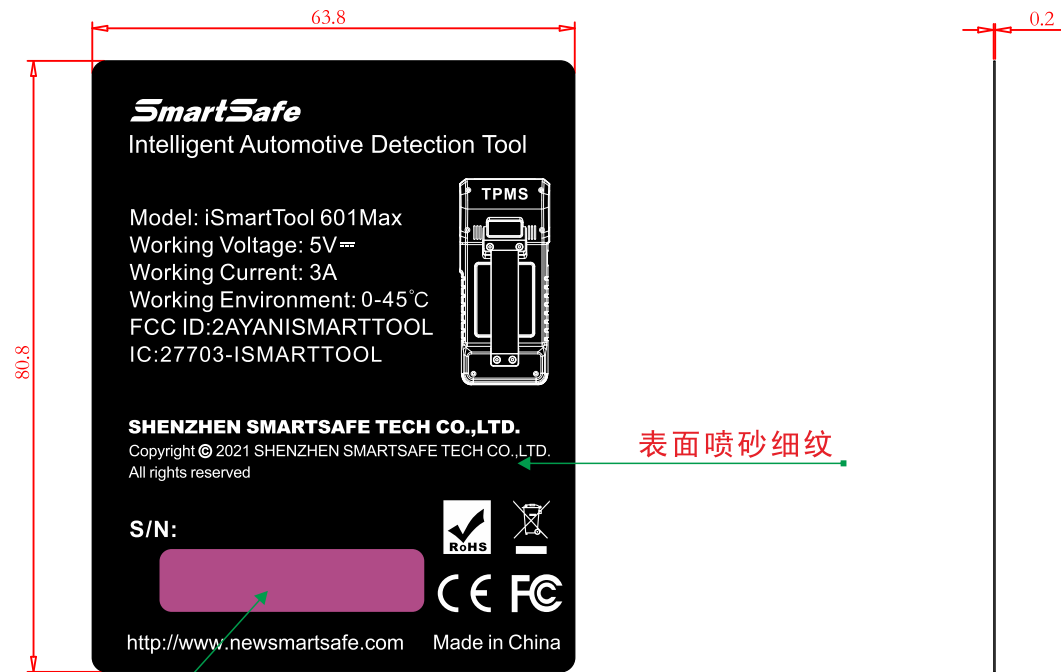 63.8
0.2
80.8
SmartSafe
Intelligent Automotive Detection Tool
TPMS
Model: iSmartTool 601Max
Working Voltage: 5V⎓
Working Current: 3A
Working Environment: 0-45℃
FCC ID:2AYANISMARTTOOL
IC:27703-ISMARTTOOL
SHENZHEN SMARTSAFE TECH CO.,LTD.
Copyright © 2021 SHENZHEN SMARTSAFE TECH CO.,LTD.
All rights reserved
表面喷砂细纹
S/N:
RoHS
CE FC
http://www.newsmartsafe.com Made in China